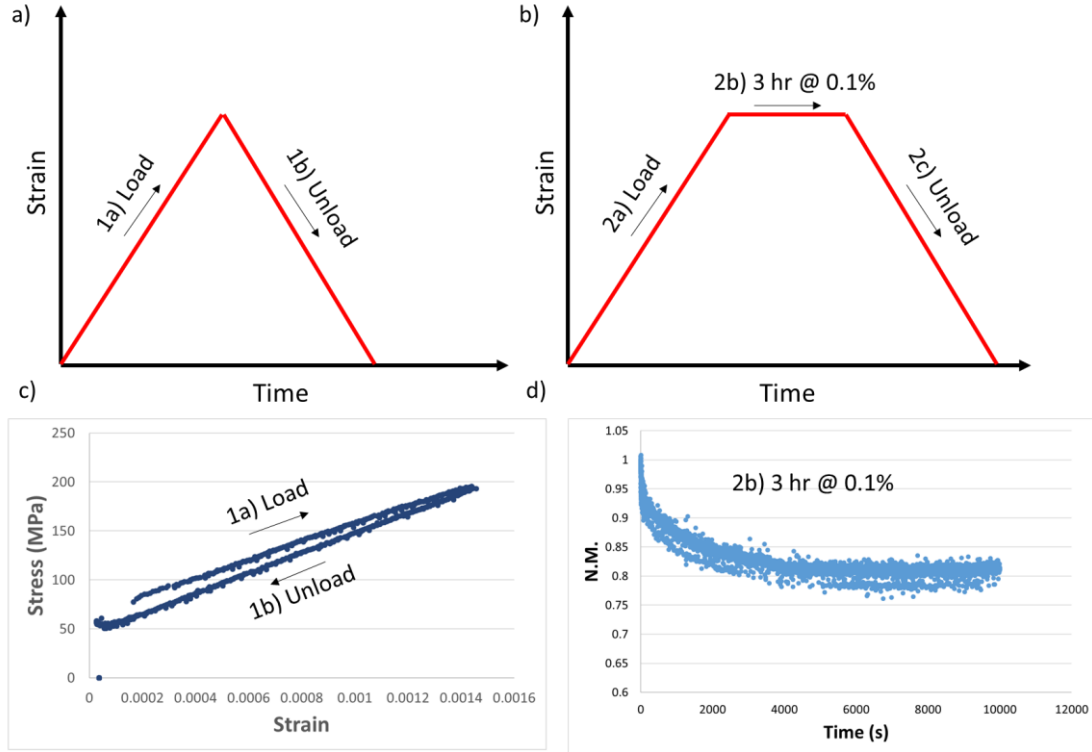 a)
Strain
1a) Load
1b) Unload
Time
b)
Strain
2a) Load
2b) 3 hr @ 0.1%
2c) Unload
Time
c)
250
200
150
100
50
0
Stress (MPa)
1a) Load
1b) Unload
0 0.0002 0.0004 0.0006 0.0008 0.001 0.0012 0.0014 0.0016
Strain
d)
1.05
1
0.95
0.9
0.85
0.8
0.75
0.7
0.65
0.6
N.M.
2b) 3 hr @ 0.1%
0 2000 4000 6000 8000 10000 12000
Time (s)